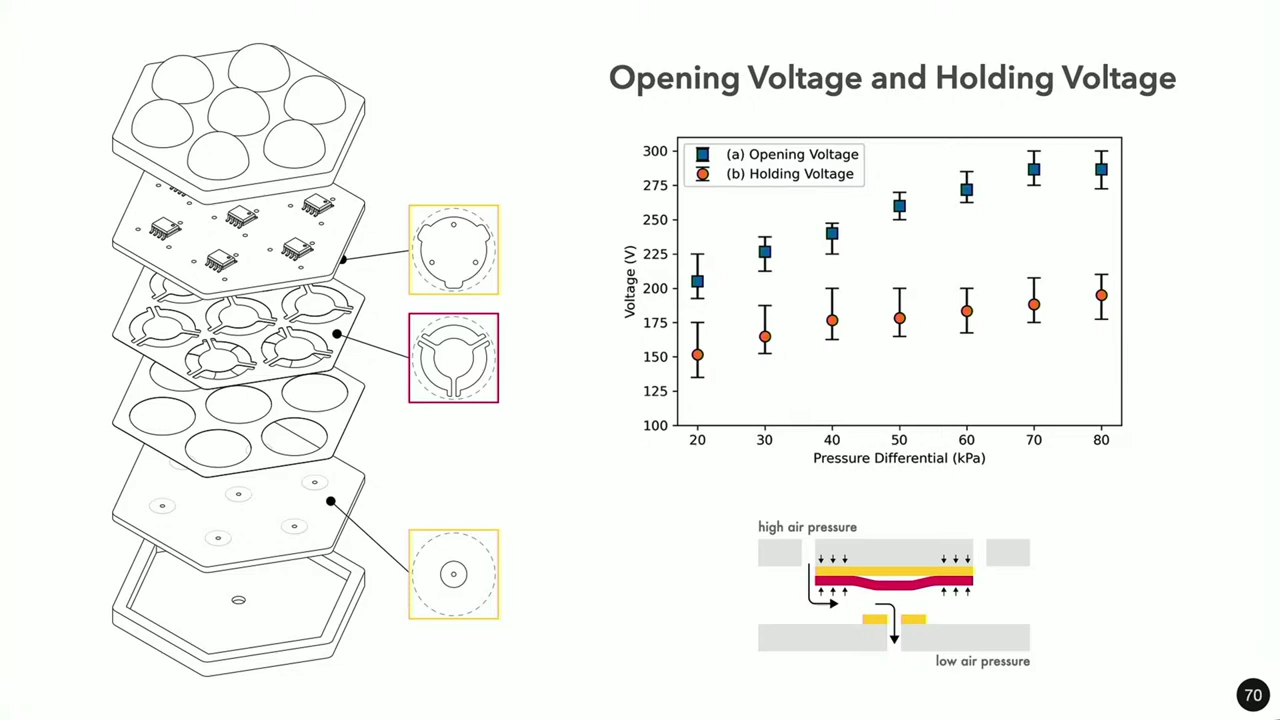 Opening Voltage and Holding Voltage
(a) Opening Voltage
(b) Holding Voltage
300
275
250
225
200
175
150
125
100
Voltage (V)
20 30 40 50 60 70 80
Pressure Differential (kPa)
high air pressure
low air pressure
70